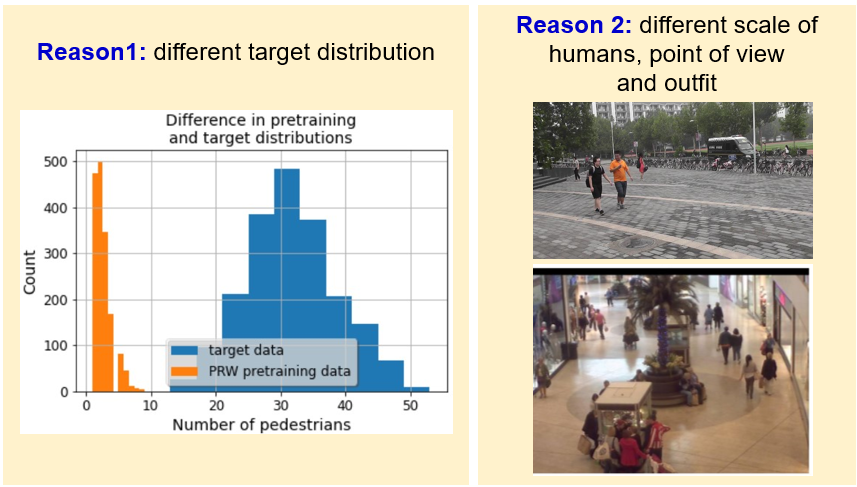 Reason1: different target distribution
Difference in pretraining
and target distributions
500
400
300
200
100
0
Count
target data
PRW pretraining data
0 10 20 30 40 50
Number of pedestrians
Reason 2: different scale of
humans, point of view
and outfit